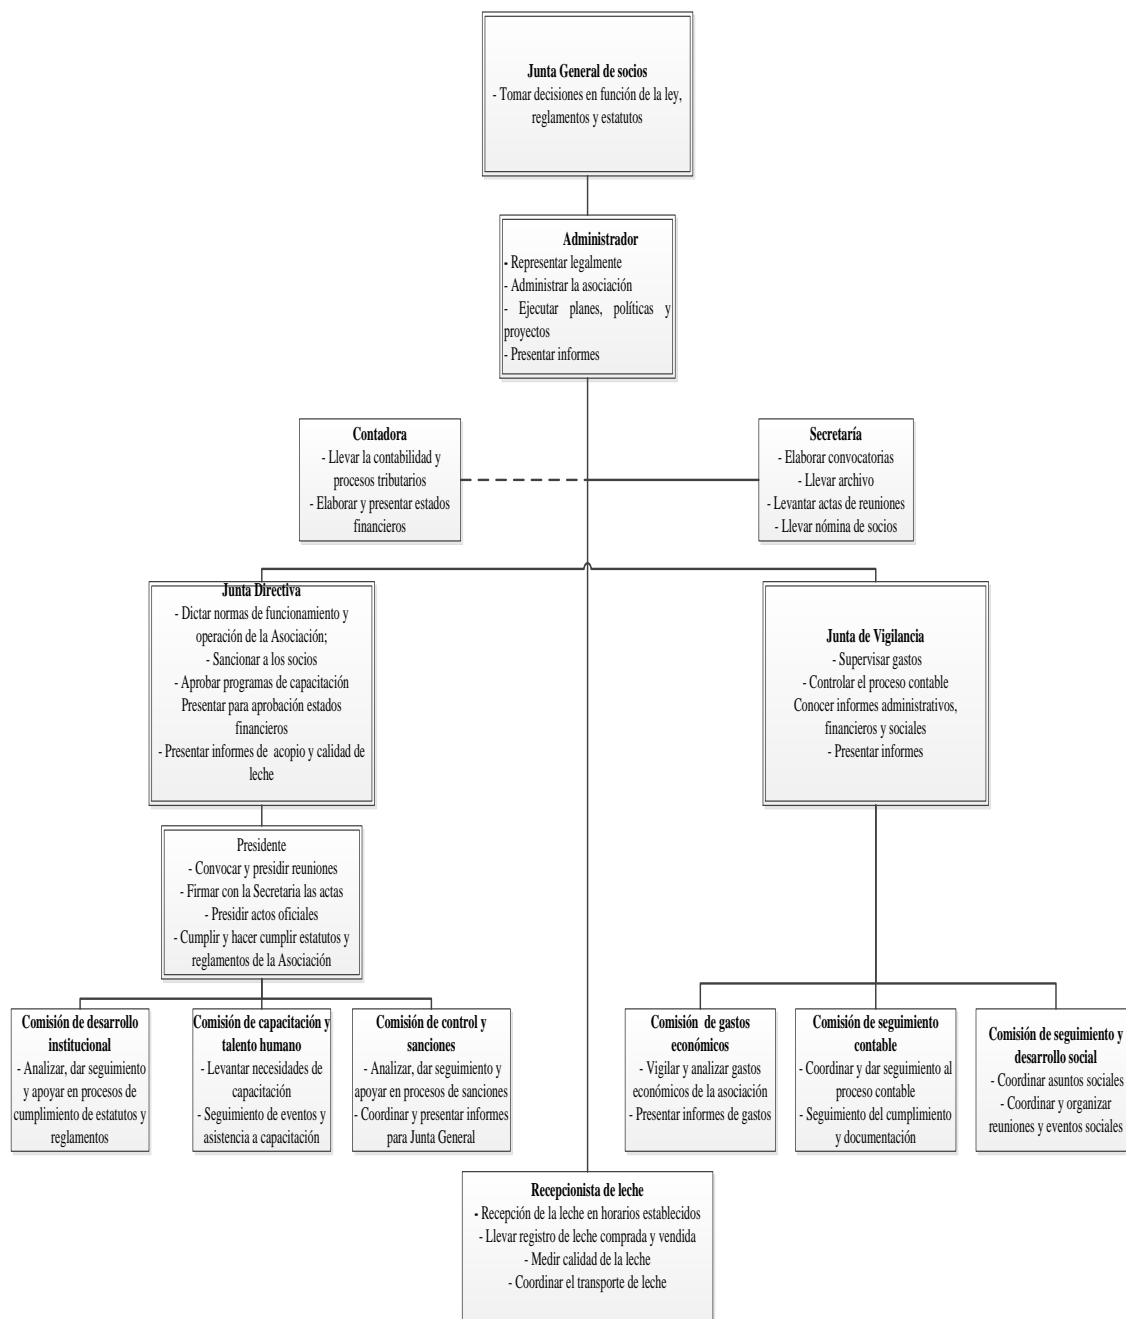 Junta General de socios
- Tomar decisiones en función de la ley,
reglamentos y estatutos
Administrador
- Representar legalmente
- Administrar la asociación
- Ejecutar planes, políticas y
proyectos
- Presentar informes
Contadora
- Llevar la contabilidad y
procesos tributarios
- Elaborar y presentar estados
financieros
Secretaría
- Elaborar convocatorias
- Llevar archivo
- Levantar actas de reuniones
- Llevar nómina de socios
Junta Directiva
- Dictar normas de funcionamiento y
operación de la Asociación;
- Sancionar a los socios
- Aprobar programas de capacitación
Presentar para aprobación estados
financieros
- Presentar informes de acopio y calidad de
leche
Junta de Vigilancia
- Supervisar gastos
- Controlar el proceso contable
Conocer informes administrativos,
financieros y sociales
- Presentar informes
Presidente
- Convocar y presidir reuniones
- Firmar con la Secretaria las actas
- Presidir actos oficiales
- Cumplir y hacer cumplir estatutos y
reglamentos de la Asociación
Comisión de desarrollo
institucional
- Analizar, dar seguimiento
y apoyar en procesos de
cumplimiento de estatutos y
reglamentos
Comisión de capacitación y
talento humano
- Levantar necesidades de
capacitación
- Seguimiento de eventos y
asistencia a capacitación
Comisión de control y
sanciones
- Analizar, dar seguimiento y
apoyar en procesos de sanciones
- Coordinar y presentar informes
para Junta General
Comisión de gastos
económicos
- Vigilar y analizar gastos
económicos de la asociación
- Presentar informes de gastos
Comisión de seguimiento
contable
- Coordinar y dar seguimiento al
proceso contable
- Seguimiento del cumplimiento
y documentación
Comisión de seguimiento y
desarrollo social
- Coordinar asuntos sociales
- Coordinar y organizar
reuniones y eventos sociales
Recepcionista de leche
- Recepción de la leche en horarios establecidos
- Llevar registro de leche comprada y vendida
- Medir calidad de la leche
- Coordinar el transporte de leche